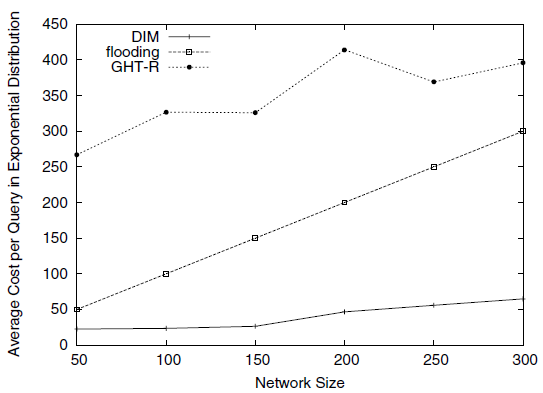 Average Cost per Query in Exponential Distribution
450
400
350
300
250
200
150
100
50
0
DIM
flooding
GHT-R
50 100 150 200 250 300
Network Size